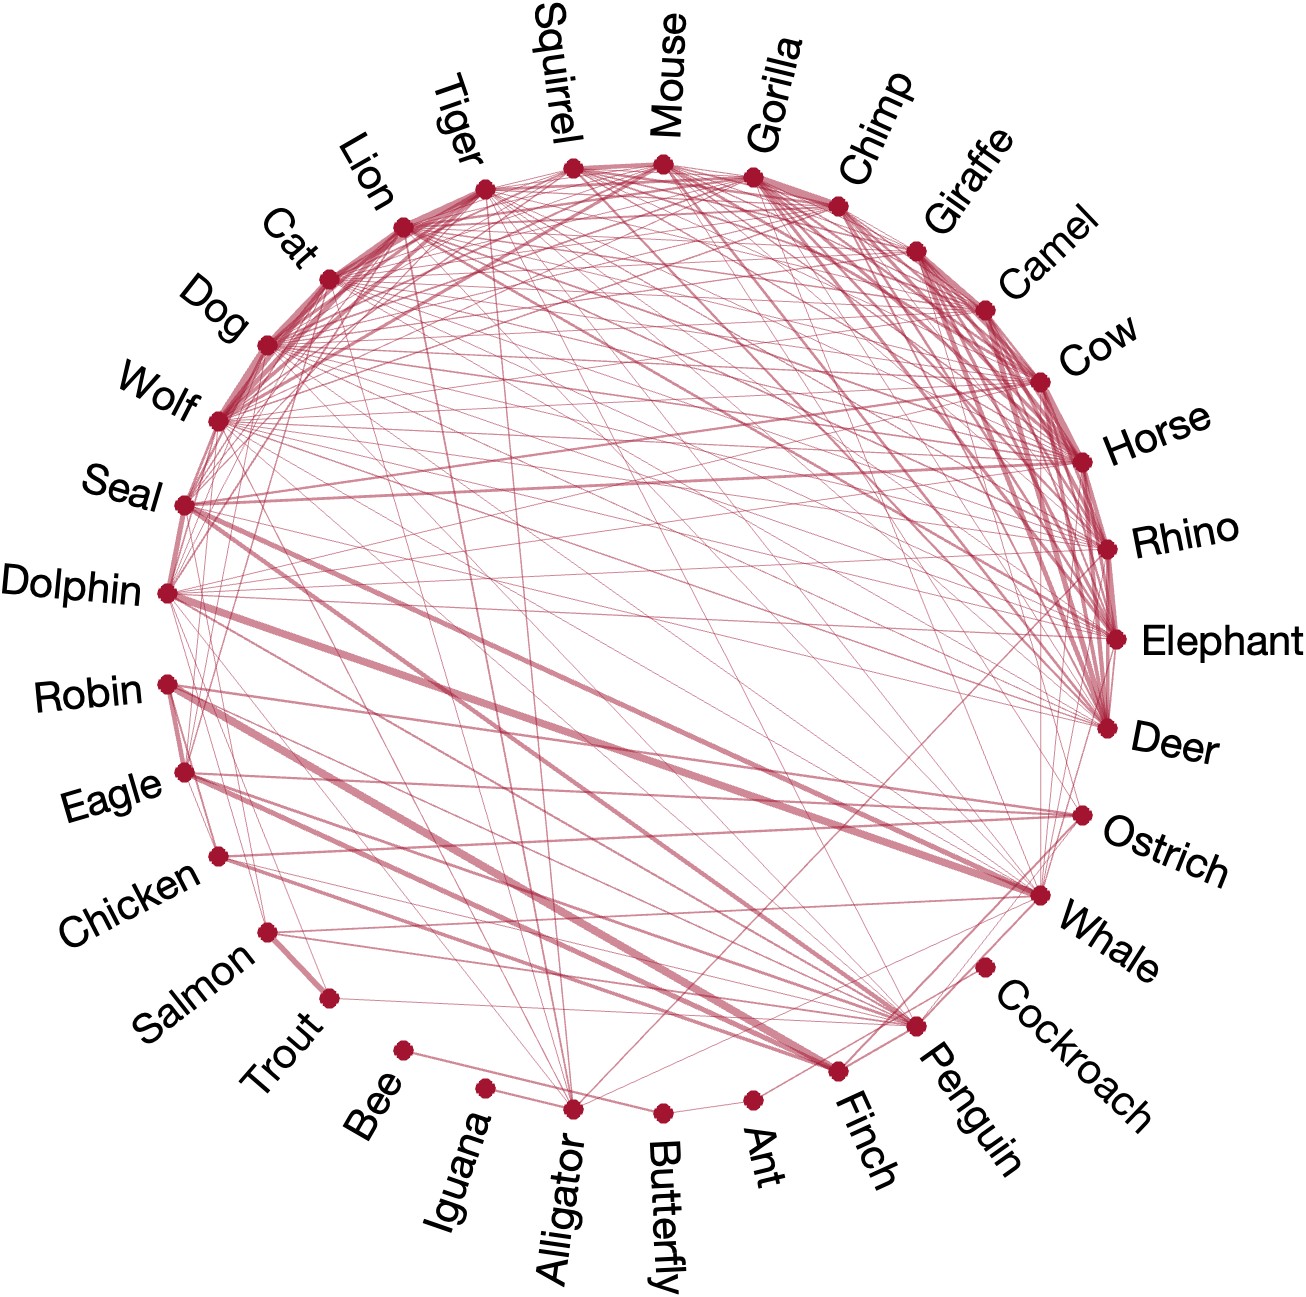 Squirrel
Mouse
Gorilla
Chimp
Giraffe
Camel
Cow
Horse
Rhino
Elephant
Deer
Ostrich
Whale
Cockroach
Penguin
Finch
Ant
Butterfly
Alligator
Iguana
Bee
Trout
Salmon
Chicken
Eagle
Robin
Dolphin
Seal
Wolf
Dog
Cat
Lion
Tiger